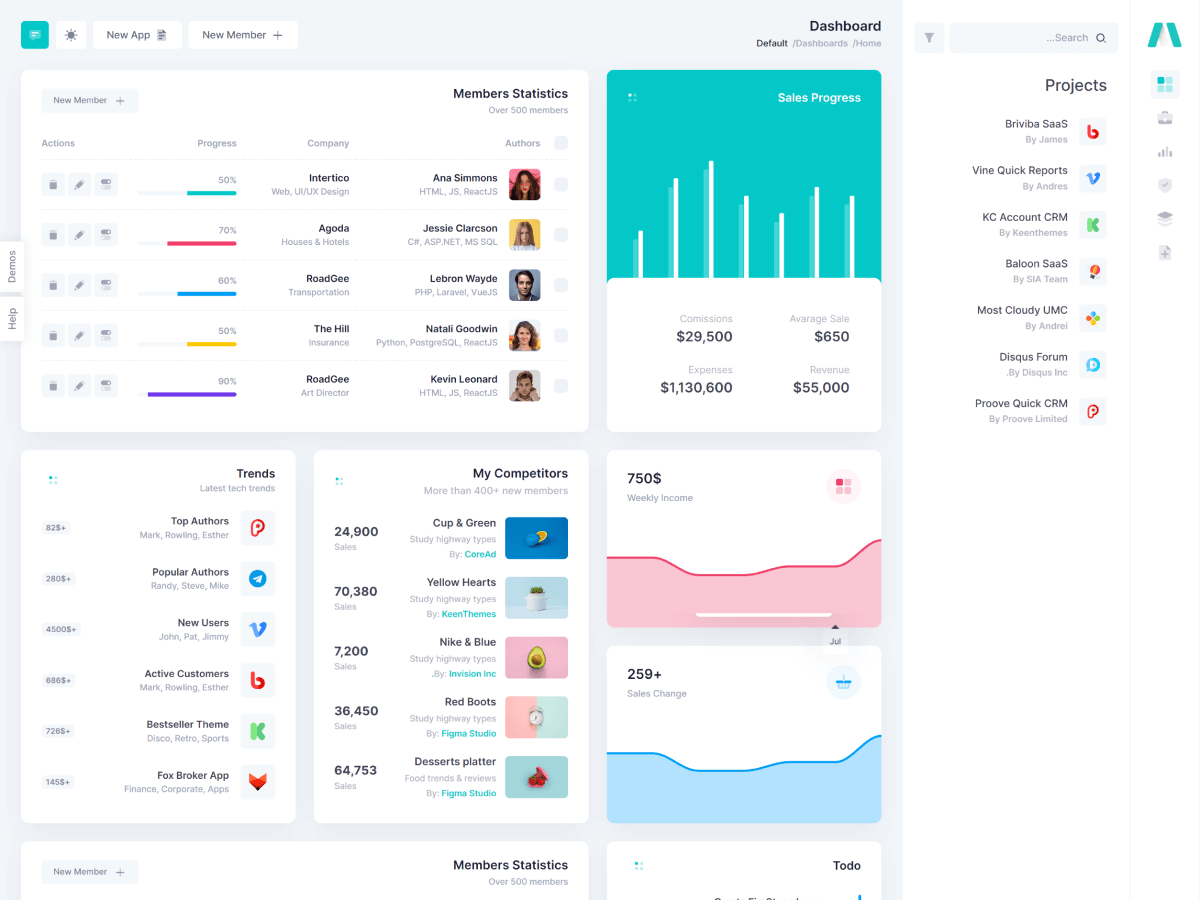 New App
New Member +
Dashboard
Default /Dashboards /Home
...Search
Projects
Briviba SaaS
By James
Vine Quick Reports
By Andres
KC Account CRM
By Keenthemes
Baloon SaaS
By SIA Team
Most Cloudy UMC
By Andrei
Disqus Forum
.By Disqus Inc
Proove Quick CRM
By Proove Limited
Demos
Help
New Member +
Members Statistics
Over 500 members
Actions Progress Company Authors
50% Intertico Ana Simmons
Web, UI/UX Design HTML, JS, ReactJS
70% Agoda Jessie Clarcson
Houses & Hotels C#, ASP.NET, MS SQL
60% RoadGee Lebron Wayde
Transportation PHP, Laravel, VueJS
50% The Hill Natali Goodwin
Insurance Python, PostgreSQL, ReactJS
90% RoadGee Kevin Leonard
Art Director HTML, JS, ReactJS
Sales Progress
Comissions Avarage Sale
$29,500 $650
Expenses Revenue
$1,130,600 $55,000
Trends
Latest tech trends
82$+ Top Authors
Mark, Rowling, Esther
280$+ Popular Authors
Randy, Steve, Mike
4500$+ New Users
John, Pat, Jimmy
686$+ Active Customers
Mark, Rowling, Esther
726$+ Bestseller Theme
Disco, Retro, Sports
145$+ Fox Broker App
Finance, Corporate, Apps
My Competitors
More than 400+ new members
24,900 Cup & Green
Sales Study highway types
By: CoreAd
70,380 Yellow Hearts
Sales Study highway types
By: KeenThemes
7,200 Nike & Blue
Sales Study highway types
.By: Invision Inc
36,450 Red Boots
Sales Study highway types
By: Figma Studio
64,753 Desserts platter
Sales Food trends & reviews
By: Figma Studio
750$
Weekly Income
Jul
259+
Sales Change
New Member +
Members Statistics
Over 500 members
Todo